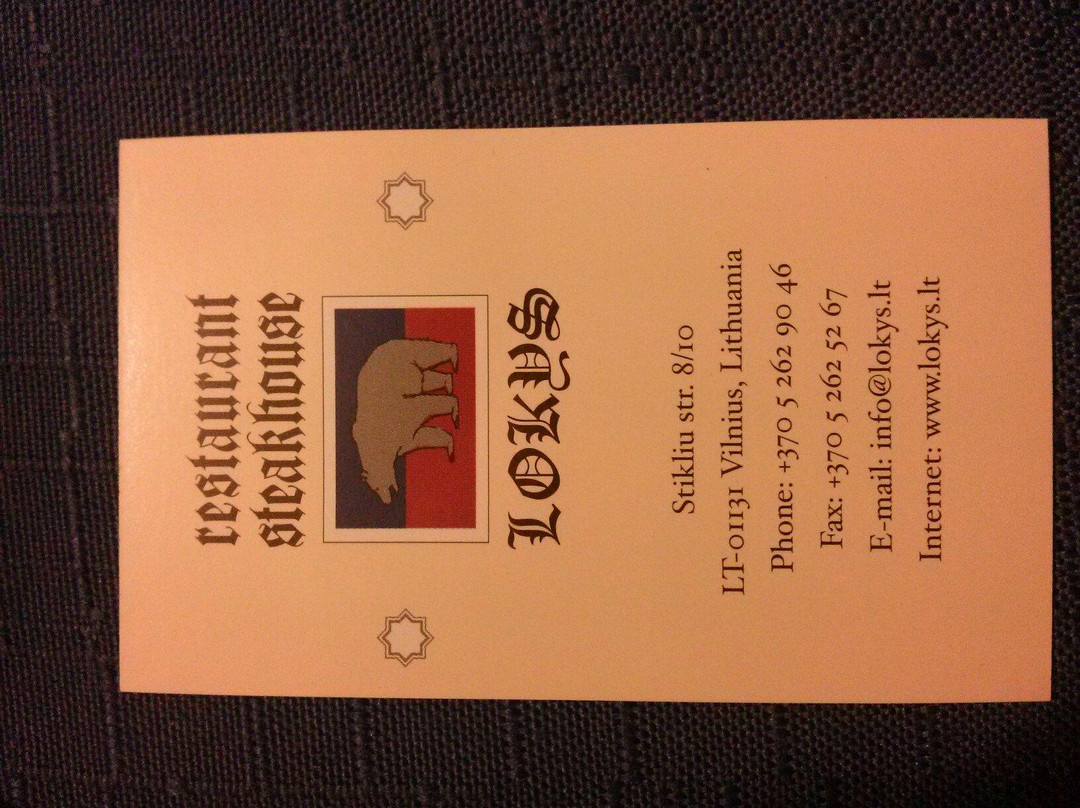 restaurant
steakhouse
LOKYS
Stikliu str. 8/10
LT-01131 Vilnius, Lithuania
Phone: +370 5 262 90 46
Fax: +370 5 262 52 67
E-mail: info@lokys.lt
Internet: www.lokys.lt